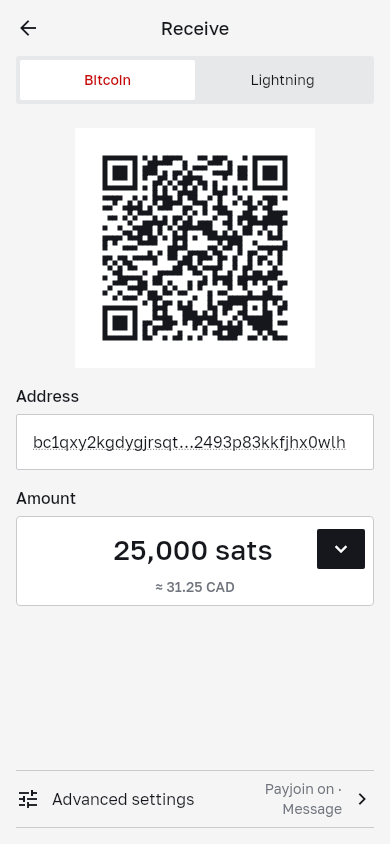 Receive
Bitcoin
Lightning
Address
bc1qxy2kgdygjrsqt...2493p83kkfjhx0wlh
Amount
25,000 sats
≈ 31.25 CAD
Advanced settings
Payjoin on ·
Message